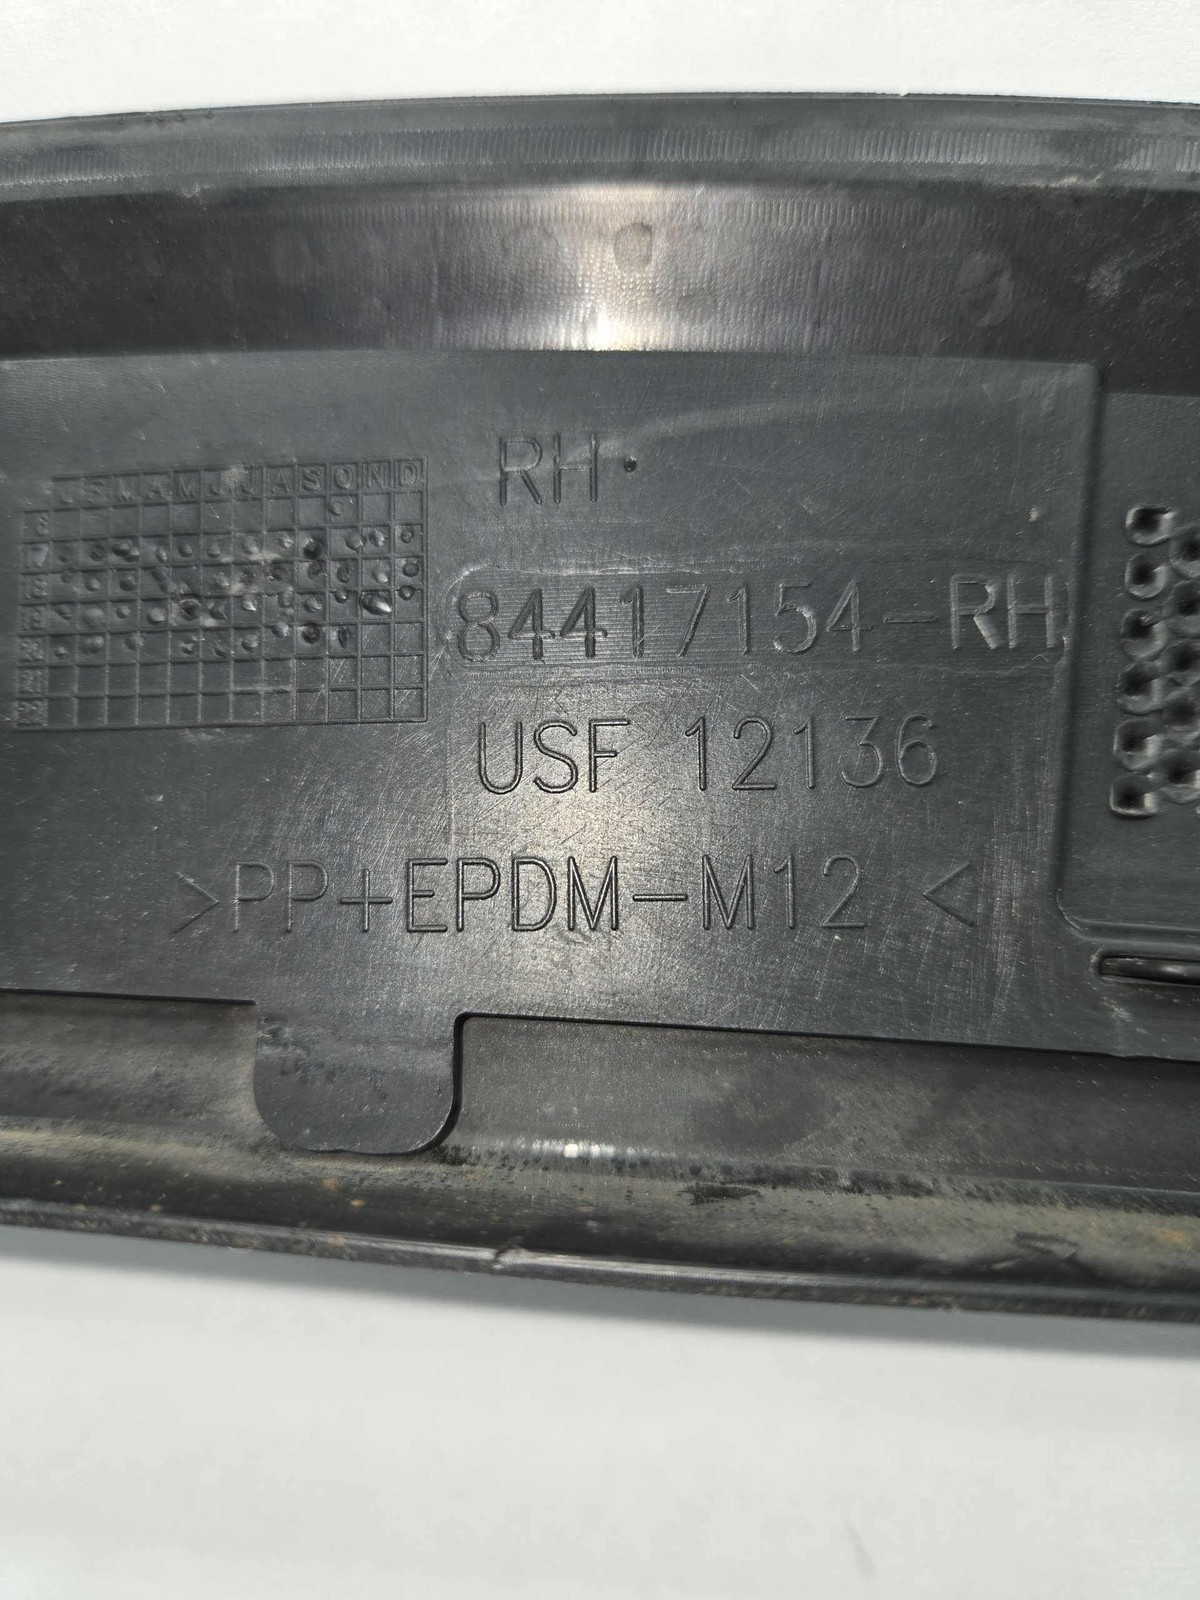 RH
J F M A M J J A S O N D
84417154-RH
USF 12136
>PP+EPDM-M12 <